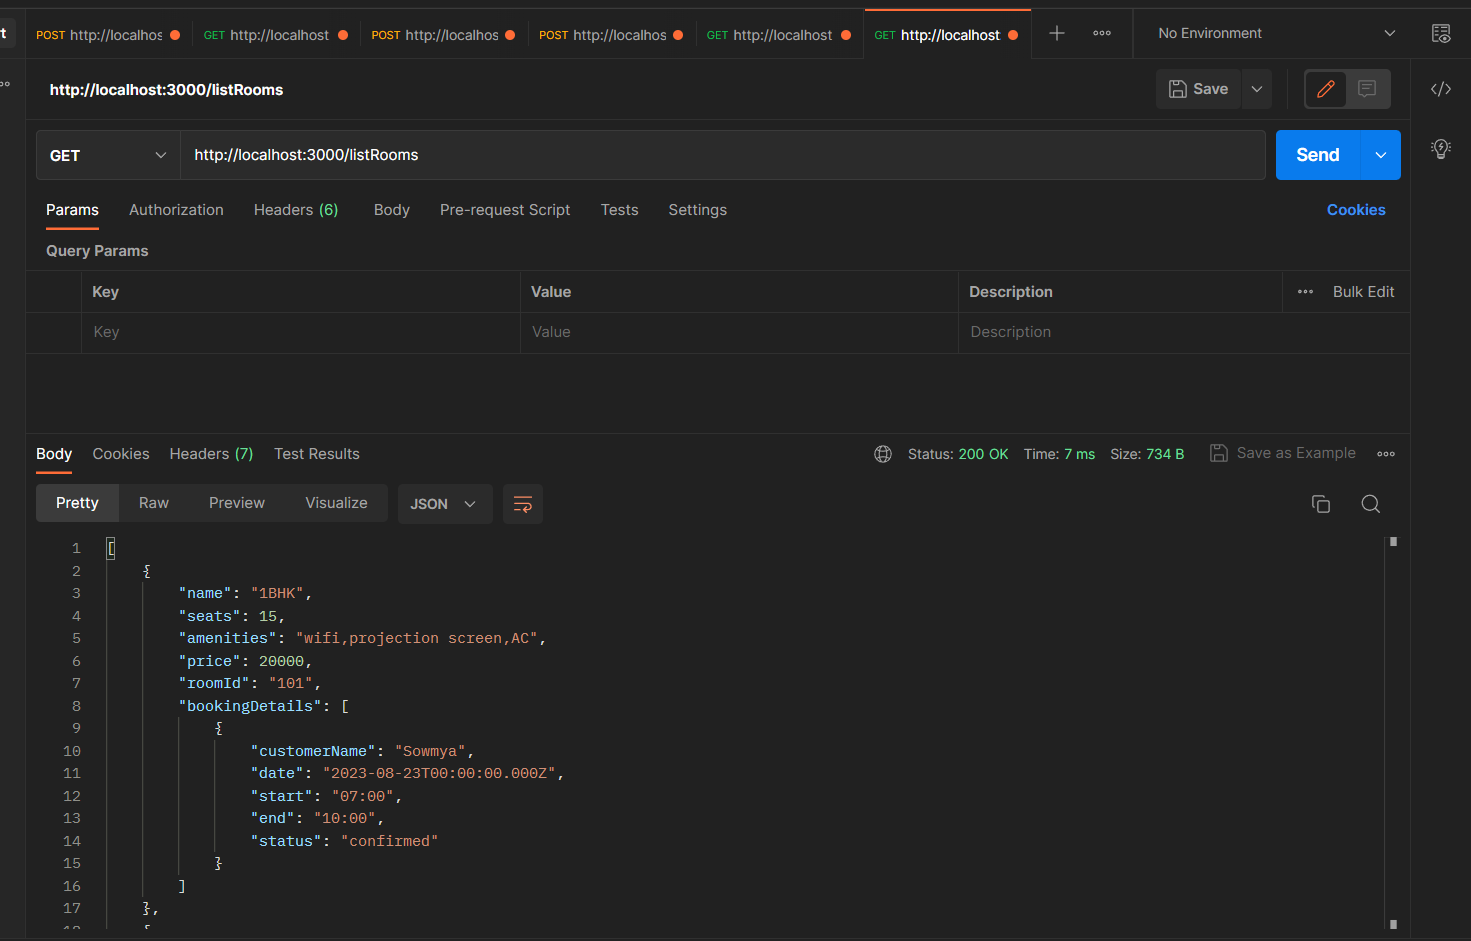 t
POST http://localhos
GET http://localhost
POST http://localhos
POST http://localhos
GET http://localhost
GET http://localhost
No Environment
http://localhost:3000/listRooms
Save
GET
http://localhost:3000/listRooms
Send
Params Authorization Headers (6) Body Pre-request Script Tests Settings
Cookies
Query Params
Key Value Description Bulk Edit
Key Value Description
Body Cookies Headers (7) Test Results
Status: 200 OK Time: 7 ms Size: 734 B
Save as Example
Pretty Raw Preview Visualize
JSON
1 [
2 {
3 "name": "1BHK",
4 "seats": 15,
5 "amenities": "wifi,projection screen,AC",
6 "price": 20000,
7 "roomId": "101",
8 "bookingDetails": [
9 {
10 "customerName": "Sowmya",
11 "date": "2023-08-23T00:00:00.000Z",
12 "start": "07:00",
13 "end": "10:00",
14 "status": "confirmed"
15 }
16 ]
17 },